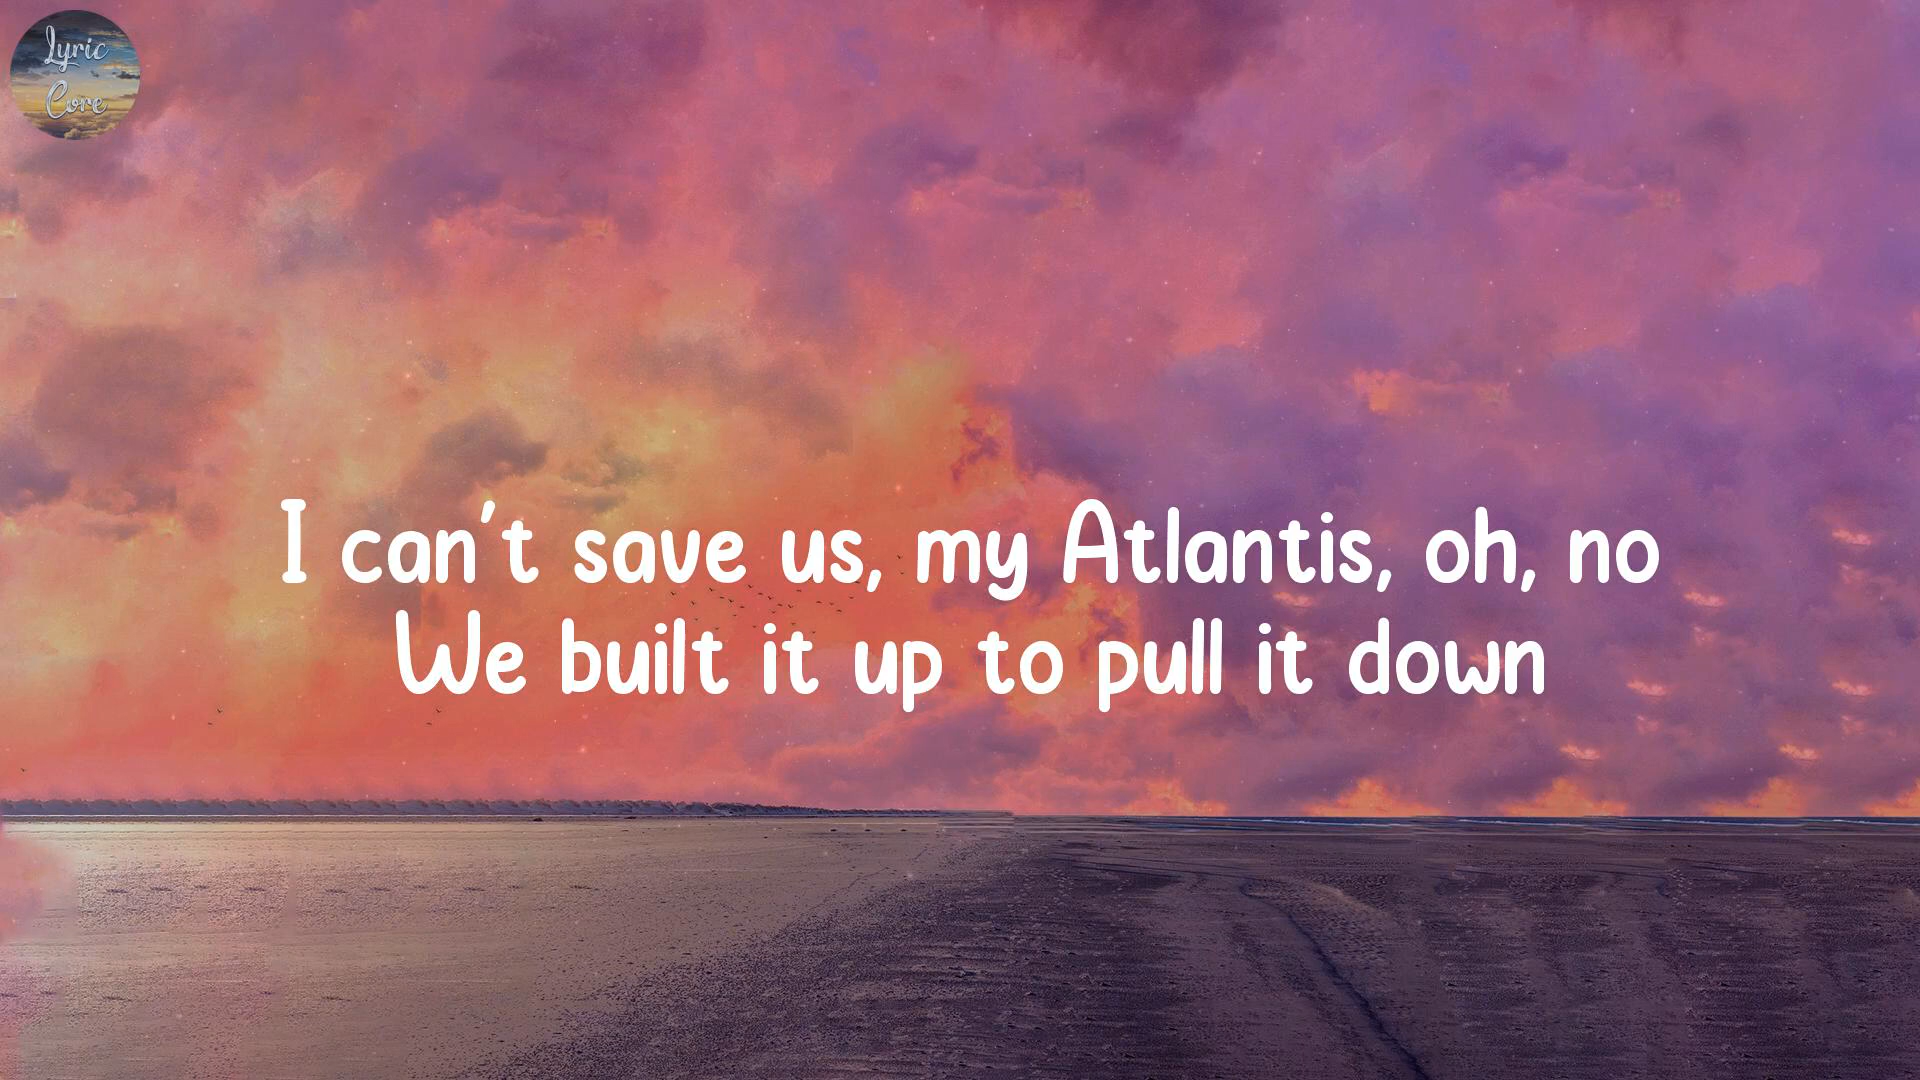 Lyric
Core
I can't save us, my Atlantis, oh, no
We built it up to pull it down